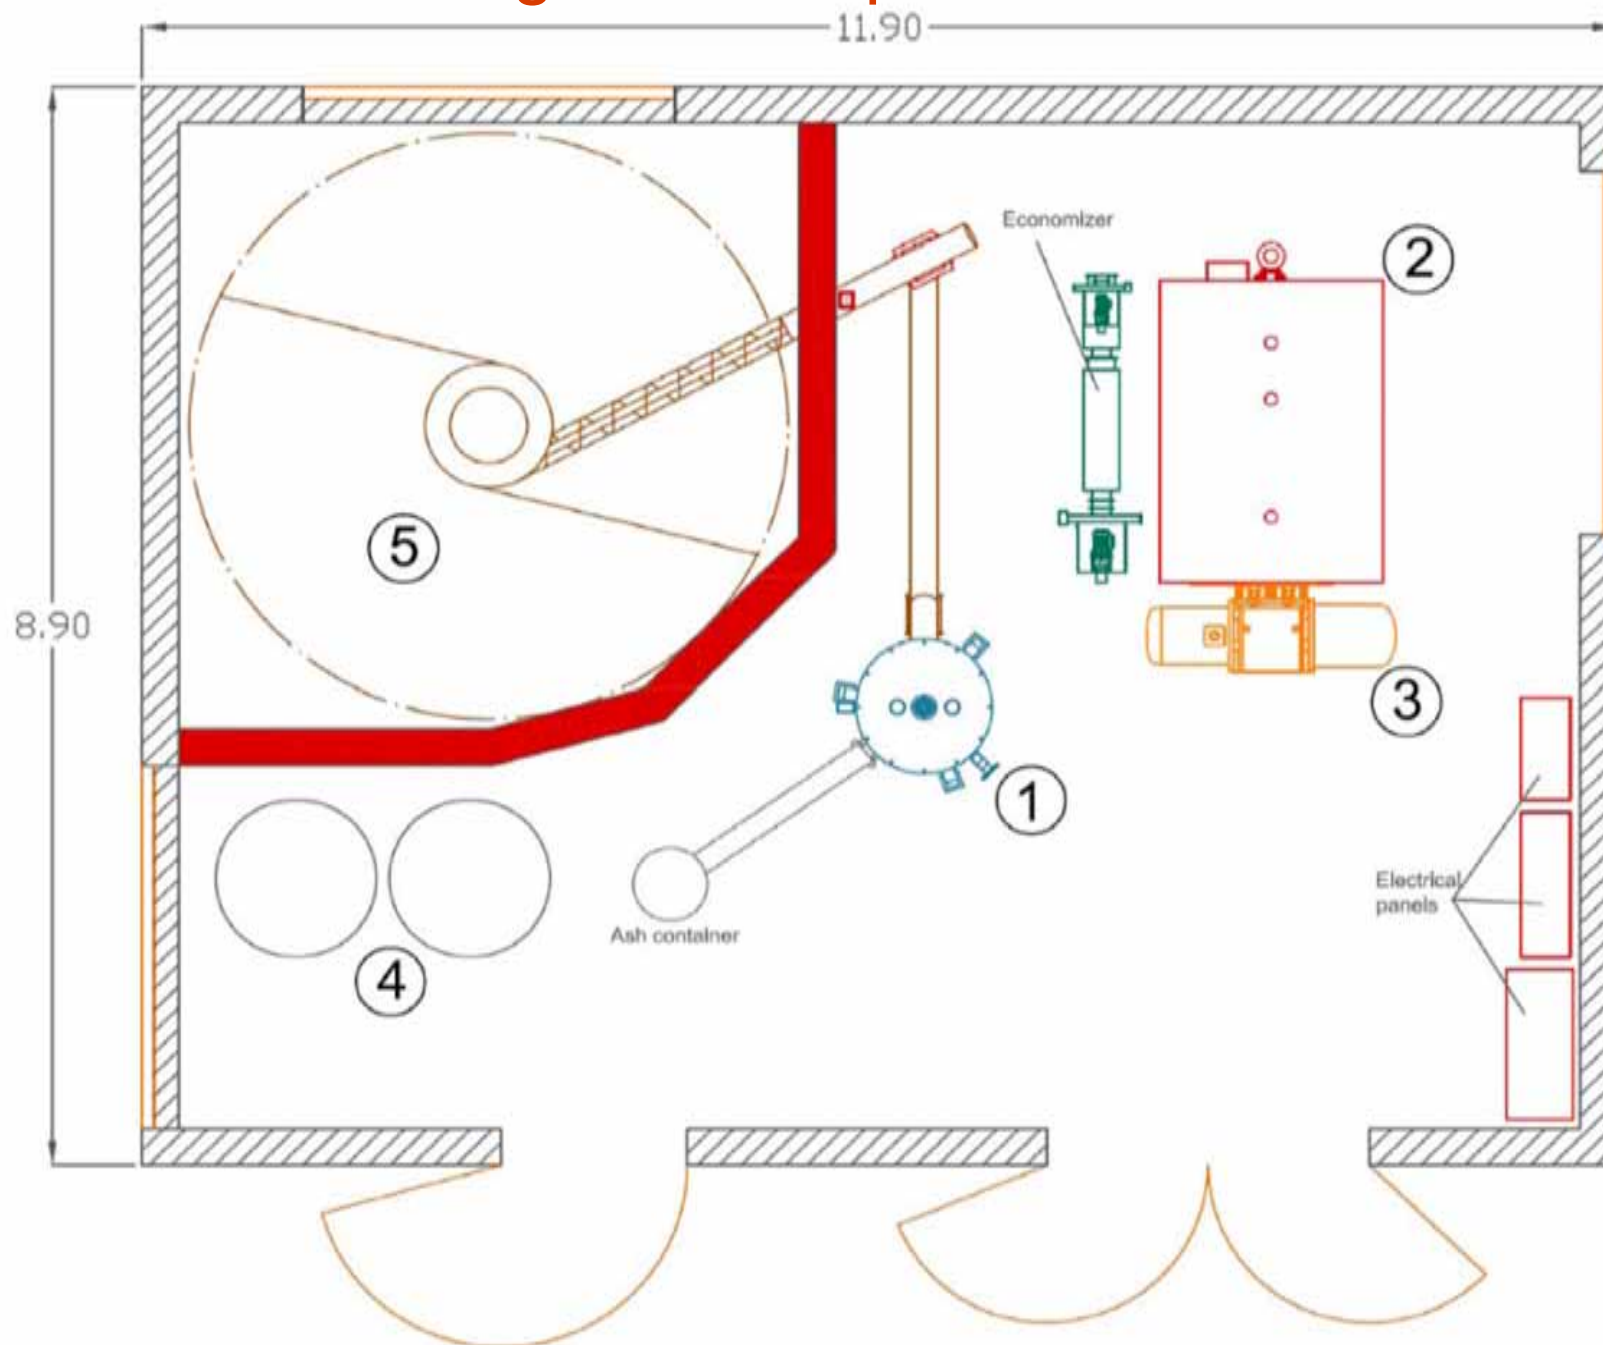 11.90
Economizer
2
5
8.90
3
1
Electrical
panels
Ash container
4